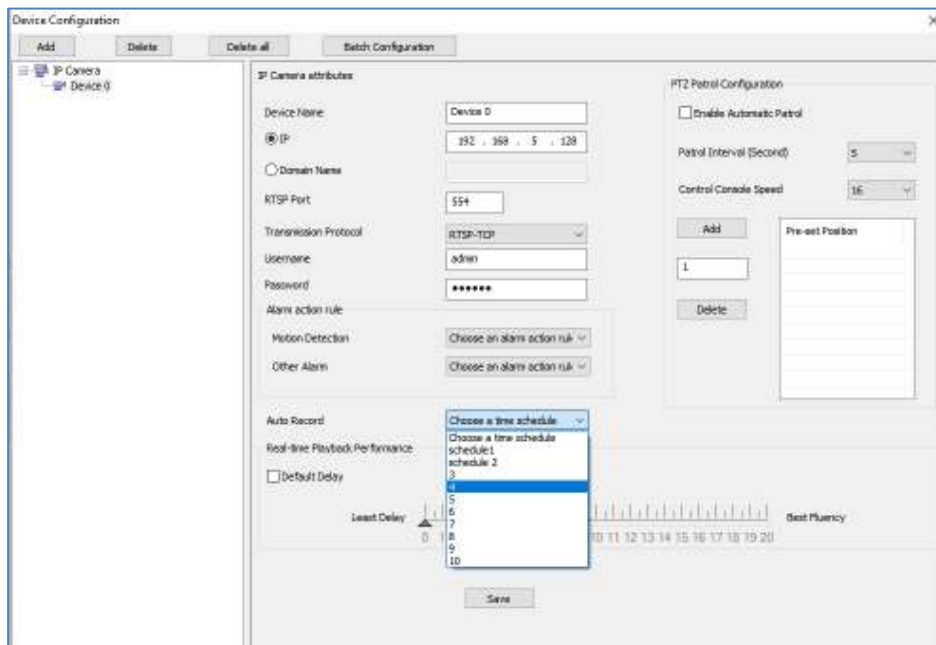 Device Configuration
Add Delete Delete all Batch Configuration
IP Camera
Device 0
IP Camera attributes
Device Name Device 0
IP 192 . 168 . 5 . 128
Domain Name
RTSP Port 554
Transmission Protocol RTSP-TCP
Username admin
Password ●●●●●●
Alarm action rule
Motion Detection Choose an alarm action rul
Other Alarm Choose an alarm action rul
Auto Record Choose a time schedule
Choose a time schedule
schedule1
schedule 2
3
4
5
6
7
8
9
10
Real-time Playback Performance
Default Delay
Least Delay Best Fluency
0 10 11 12 13 14 15 16 17 18 19 20
Save
PTZ Patrol Configuration
Enable Automatic Patrol
Patrol Interval (Second) 5
Control Console Speed 16
Add Pre-set Position
1
Delete